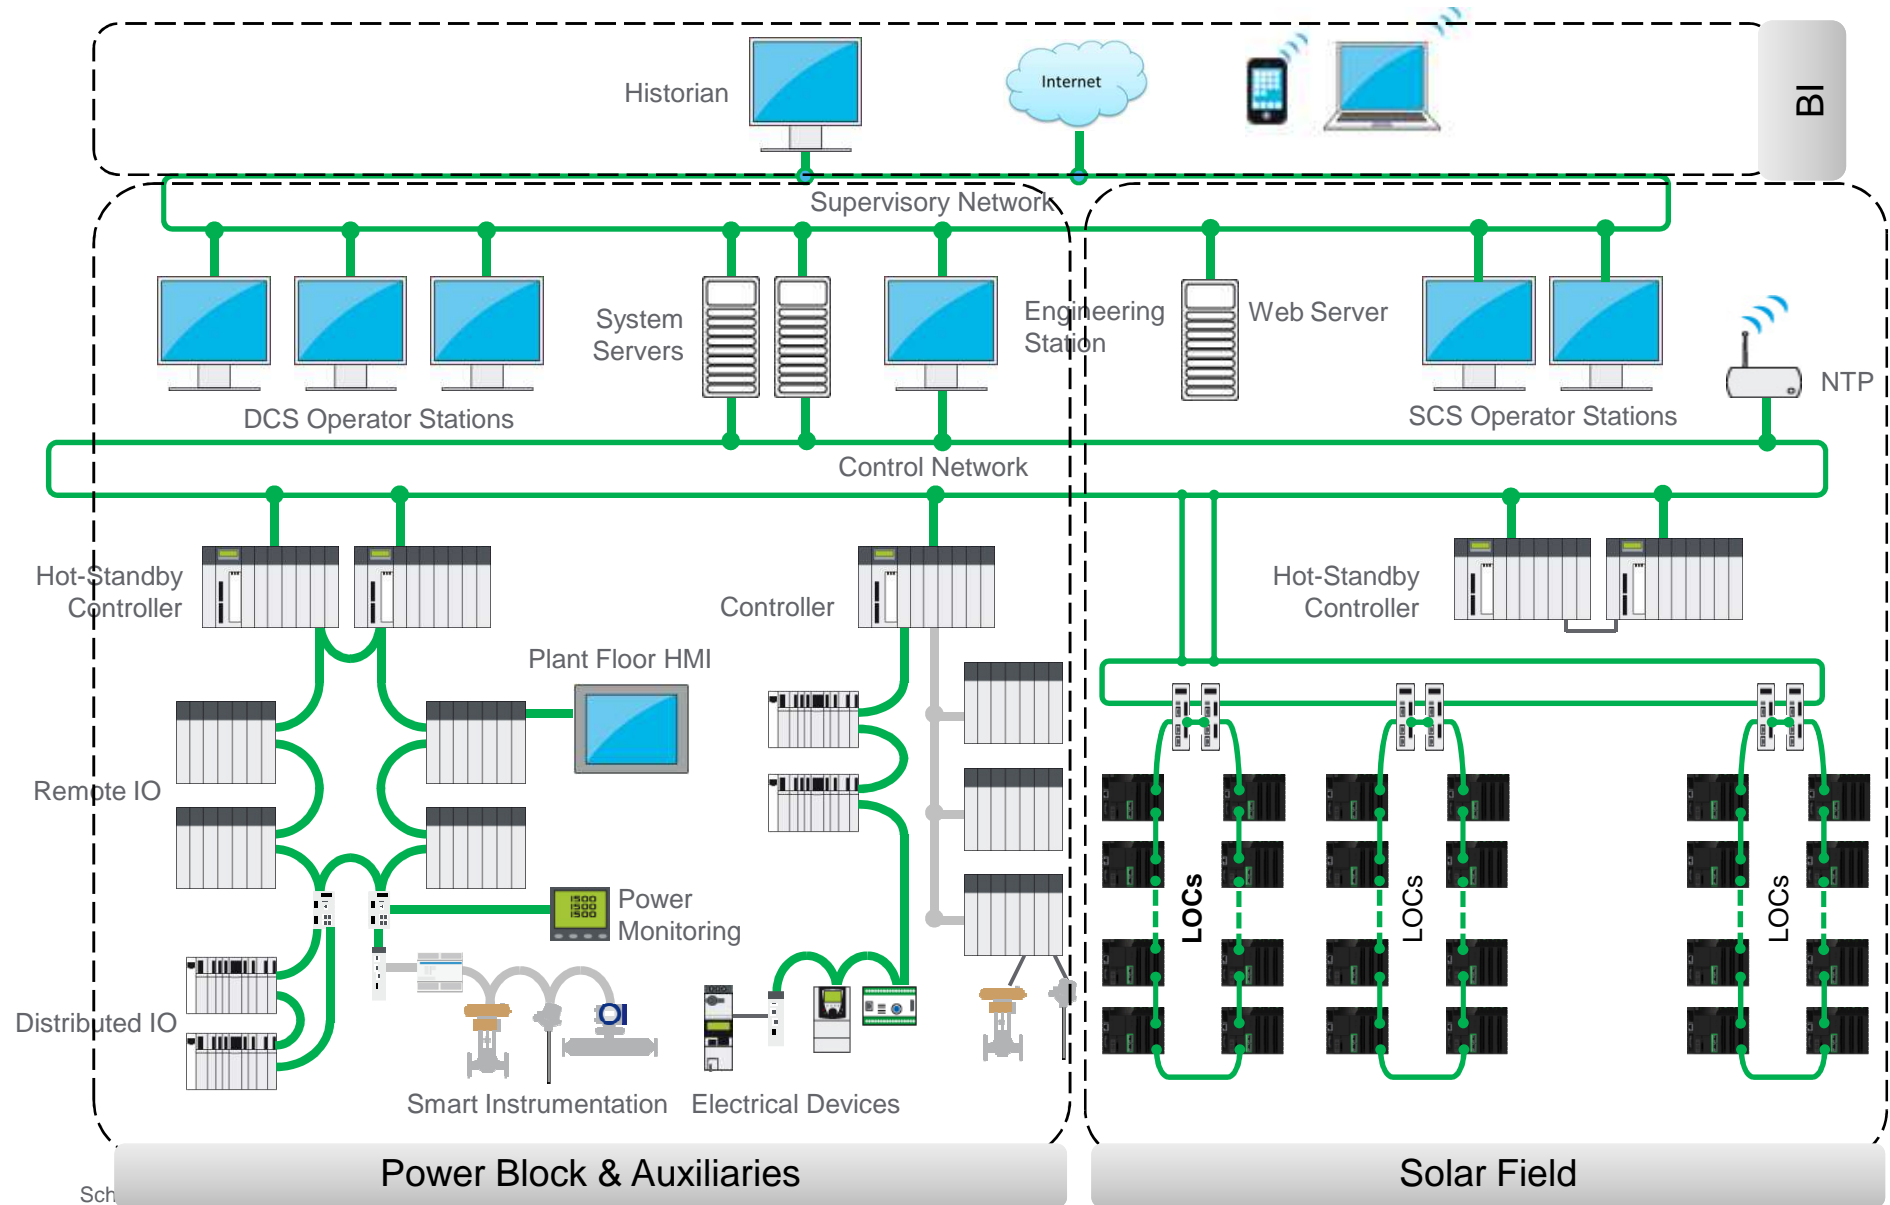 Historian
Internet
BI
Supervisory Network
System
Servers
Engineering
Station
Web Server
NTP
DCS Operator Stations
SCS Operator Stations
Control Network
Hot-Standby
Controller
Controller
Hot-Standby
Controller
Plant Floor HMI
Remote IO
Power
Monitoring
LOCs
LOCs
LOCs
Distributed IO
Smart Instrumentation
Electrical Devices
Power Block & Auxiliaries
Solar Field
Sch